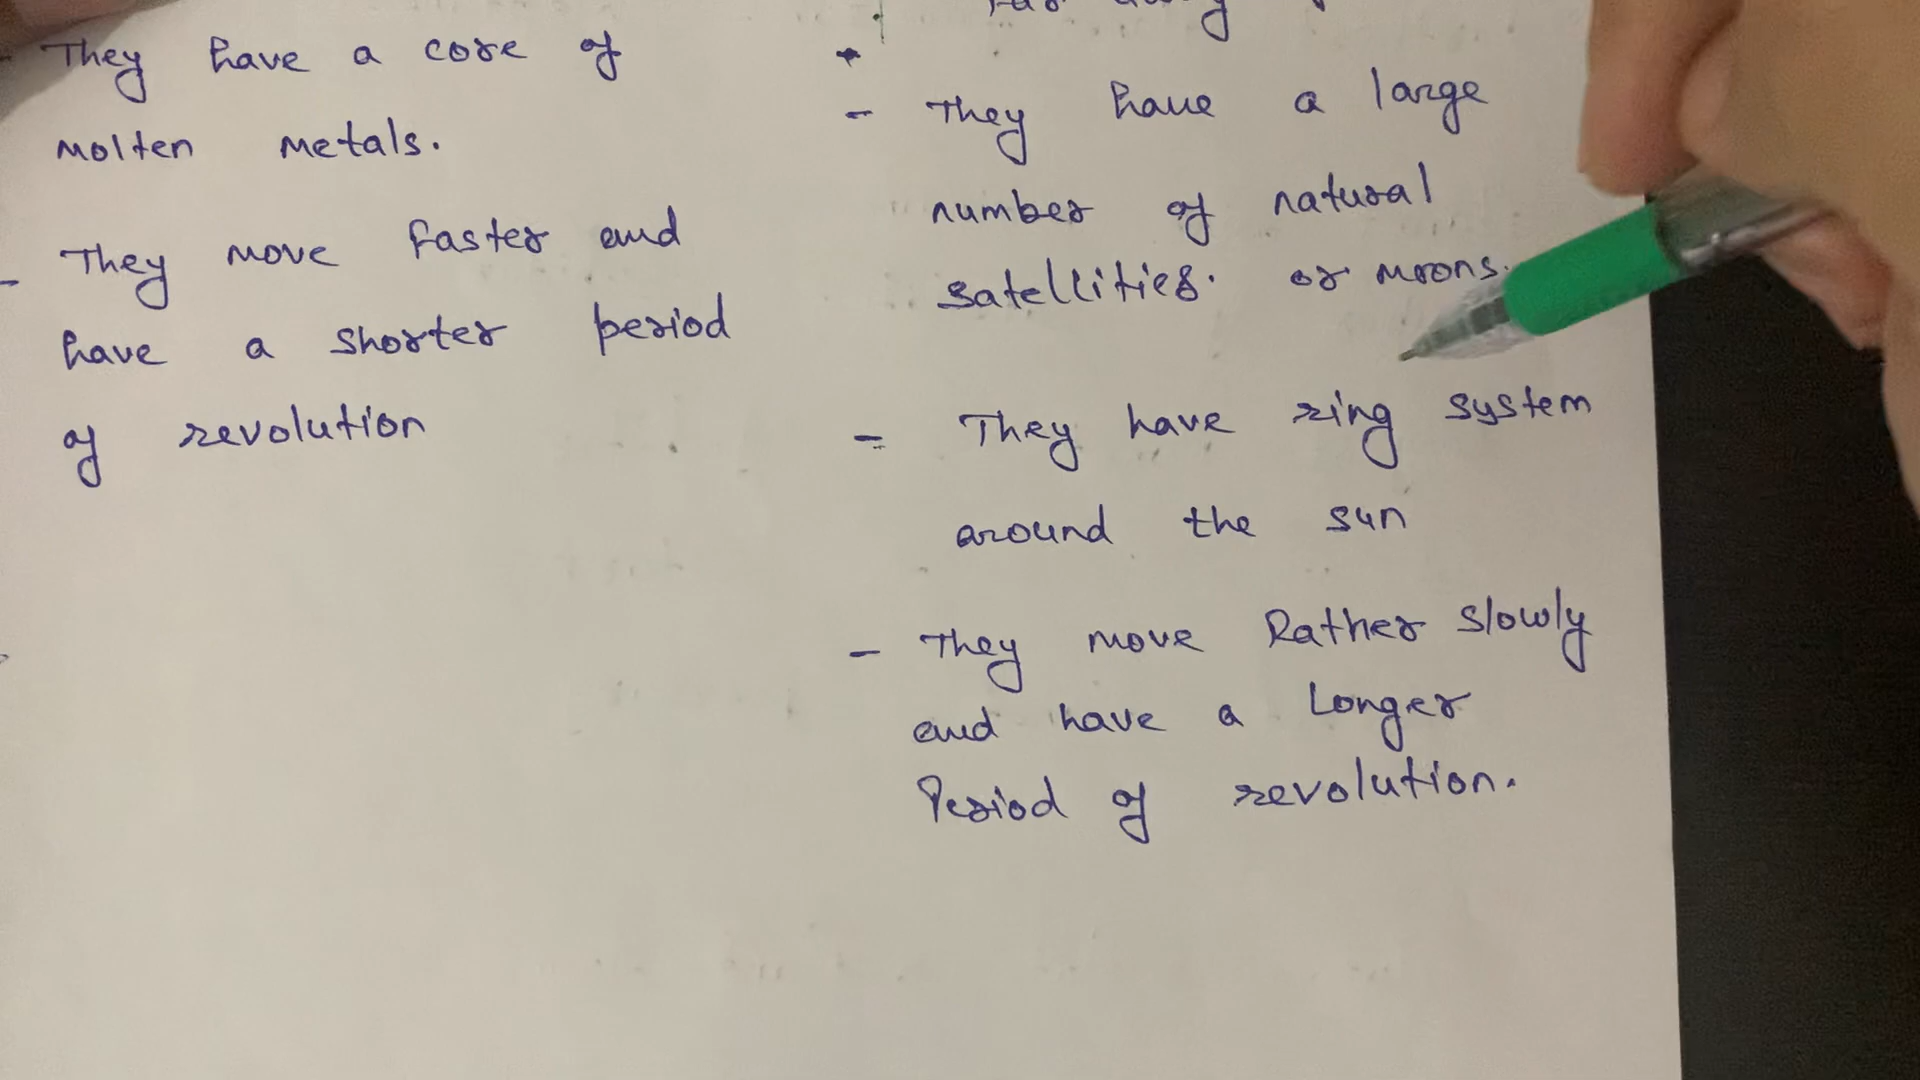 They have a core of
molten metals.
- They move faster and
have a shorter period
of revolution
- They have a large
number of natural
satellities. or moons.
= They have ring system
around the sun
- They move Rather slowly
and have a Longer
Period of revolution.